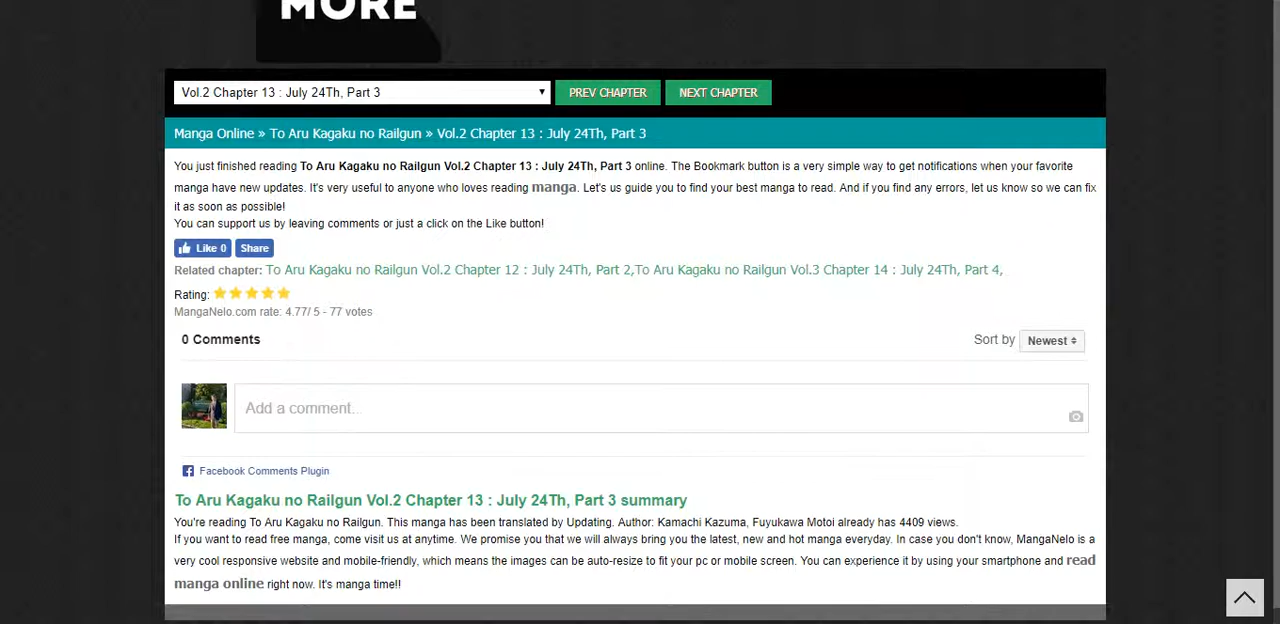 MORE
Vol.2 Chapter 13 : July 24Th, Part 3
PREV CHAPTER
NEXT CHAPTER
Manga Online » To Aru Kagaku no Railgun » Vol.2 Chapter 13 : July 24Th, Part 3
You just finished reading To Aru Kagaku no Railgun Vol.2 Chapter 13 : July 24Th, Part 3 online. The Bookmark button is a very simple way to get notifications when your favorite
manga have new updates. It's very useful to anyone who loves reading manga. Let's us guide you to find your best manga to read. And if you find any errors, let us know so we can fix
it as soon as possible!
You can support us by leaving comments or just a click on the Like button!
Like 0 Share
Related chapter: To Aru Kagaku no Railgun Vol.2 Chapter 12 : July 24Th, Part 2,To Aru Kagaku no Railgun Vol.3 Chapter 14 : July 24Th, Part 4,
Rating:
MangaNelo.com rate: 4.77/ 5 - 77 votes
0 Comments
Sort by Newest
Add a comment...
Facebook Comments Plugin
To Aru Kagaku no Railgun Vol.2 Chapter 13 : July 24Th, Part 3 summary
You're reading To Aru Kagaku no Railgun. This manga has been translated by Updating. Author: Kamachi Kazuma, Fuyukawa Motoi already has 4409 views.
If you want to read free manga, come visit us at anytime. We promise you that we will always bring you the latest, new and hot manga everyday. In case you don't know, MangaNelo is a
very cool responsive website and mobile-friendly, which means the images can be auto-resize to fit your pc or mobile screen. You can experience it by using your smartphone and read
manga online right now. It's manga time!!